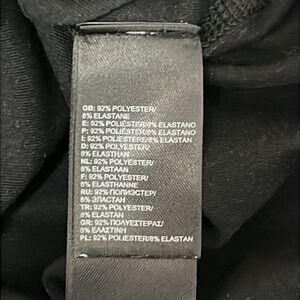 GB: 92% POLYESTER/
8% ELASTANE
E: 92% POLIÉSTER/8% ELASTANO
P: 92% POLIÉSTER/8% ELASTANO
I: 92% POLIESTERE/8% ELASTAN
D: 92% POLYESTER/
8% ELASTHAN
NL: 92% POLYESTER/
8% ELASTAAN
F: 92% POLYESTER/
8% ELASTHANNE
RU: 92% ПОЛИЭСТЕР/
8% ЭЛАСТАН
TR: 92% POLYESTER/
8% ELASTAN
GR: 92% ΠΟΛΥΕΣΤΕΡΑΣ/
8% ΕΛΑΣΤΙΝΗ
PL: 92% POLIESTER/8% ELASTAN